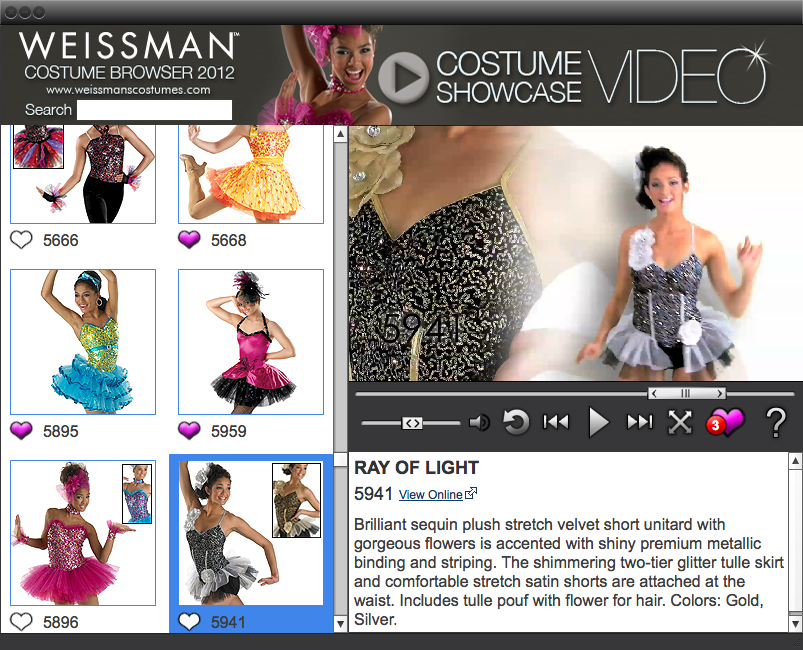 WEISSMAN™
COSTUME BROWSER 2012
www.weissmanscostumes.com
Search
COSTUME
SHOWCASE
VIDEO
5666
5668
5895
5959
5896
5941
5941
3
?
RAY OF LIGHT
5941 View Online
Brilliant sequin plush stretch velvet short unitard with
gorgeous flowers is accented with shiny premium metallic
binding and striping. The shimmering two-tier glitter tulle skirt
and comfortable stretch satin shorts are attached at the
waist. Includes tulle pouf with flower for hair. Colors: Gold,
Silver.